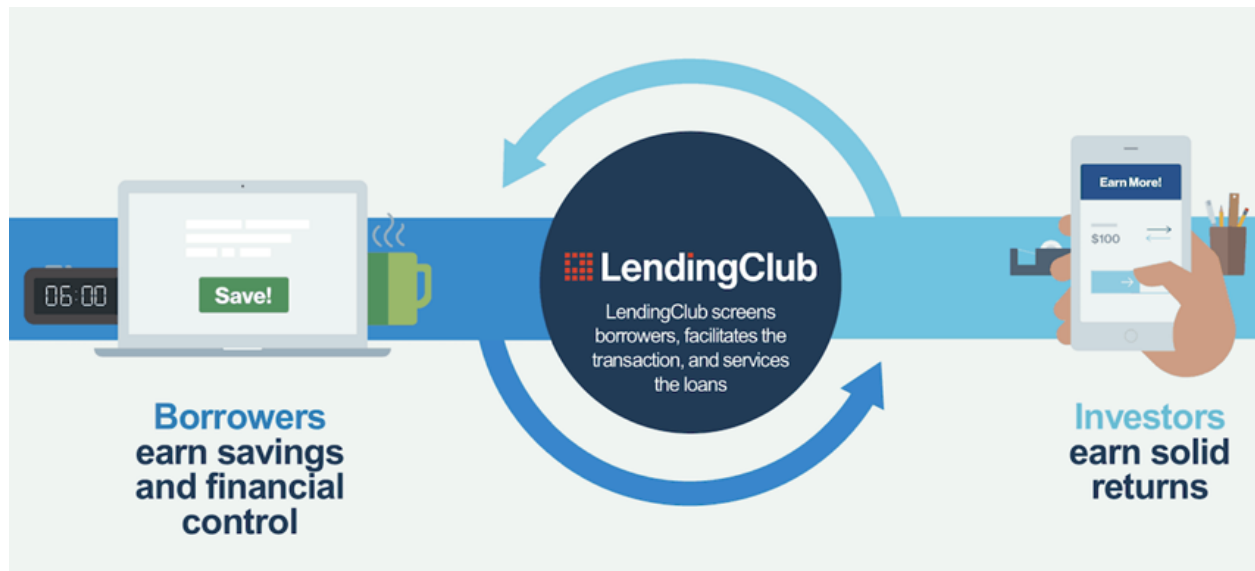 06:00
Save!
Borrowers
earn savings
and financial
control
LendingClub
LendingClub screens
borrowers, facilitates the
transaction, and services
the loans
Earn More!
$100
Investors
earn solid
returns